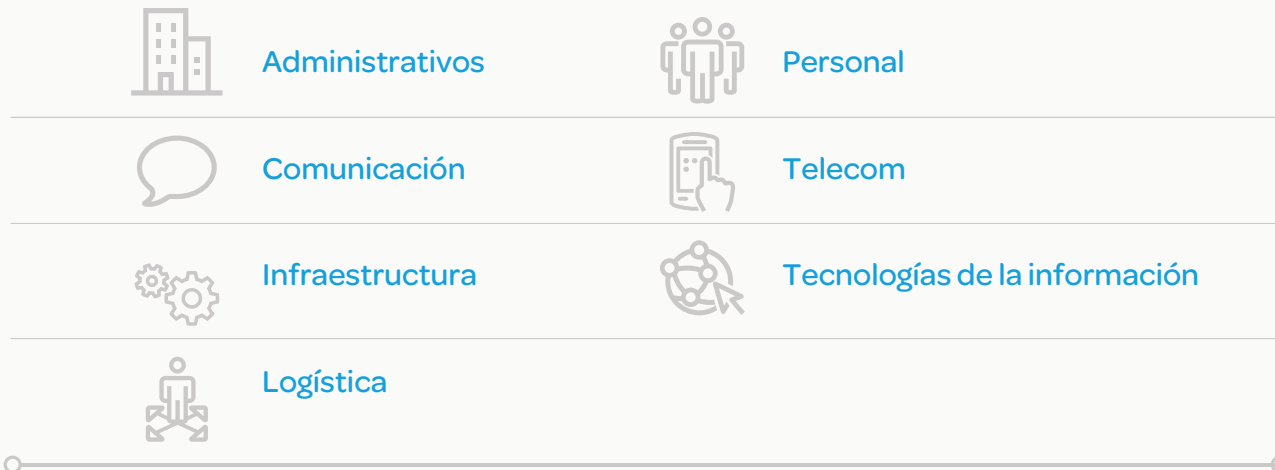 Administrativos
Personal
Comunicación
Telecom
Infraestructura
Tecnologías de la información
Logística